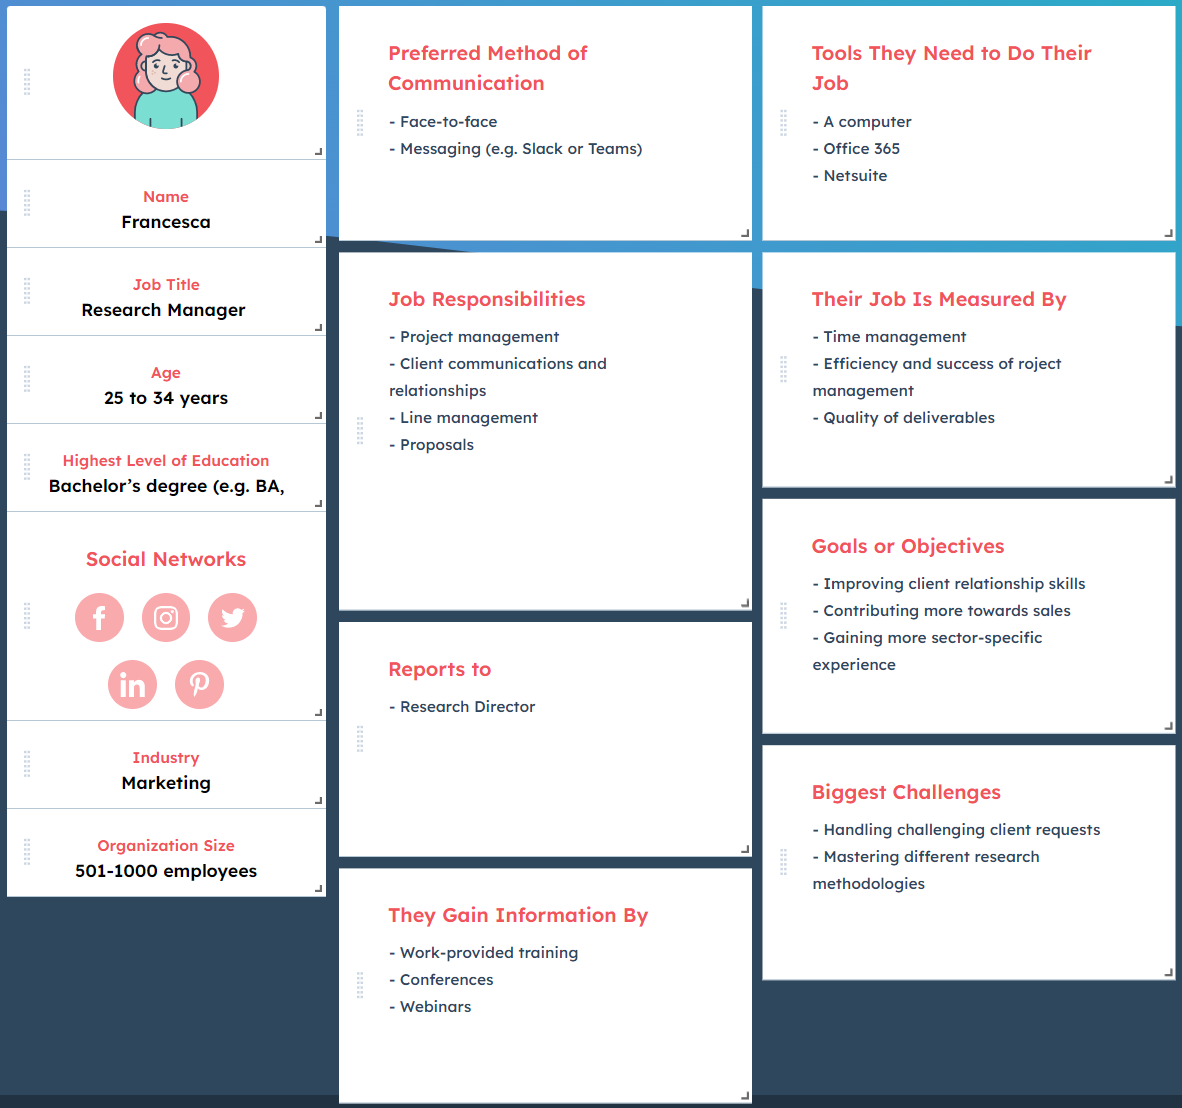 Name
Francesca
Job Title
Research Manager
Age
25 to 34 years
Highest Level of Education
Bachelor’s degree (e.g. BA,
Social Networks
in
Industry
Marketing
Organization Size
501-1000 employees
Preferred Method of
Communication
- Face-to-face
- Messaging (e.g. Slack or Teams)
Job Responsibilities
- Project management
- Client communications and
relationships
- Line management
- Proposals
Reports to
- Research Director
They Gain Information By
- Work-provided training
- Conferences
- Webinars
Tools They Need to Do Their
Job
- A computer
- Office 365
- Netsuite
Their Job Is Measured By
- Time management
- Efficiency and success of roject
management
- Quality of deliverables
Goals or Objectives
- Improving client relationship skills
- Contributing more towards sales
- Gaining more sector-specific
experience
Biggest Challenges
- Handling challenging client requests
- Mastering different research
methodologies